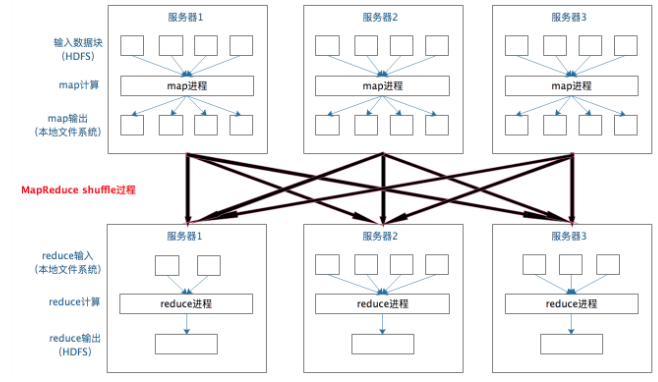 服务器1
服务器2
服务器3
输入数据块
（HDFS）
map计算
map进程
map进程
map进程
map输出
（本地文件系统）
MapReduce shuffle过程
服务器1
服务器2
服务器3
reduce输入
（本地文件系统）
reduce计算
reduce进程
reduce进程
reduce进程
reduce输出
（HDFS）